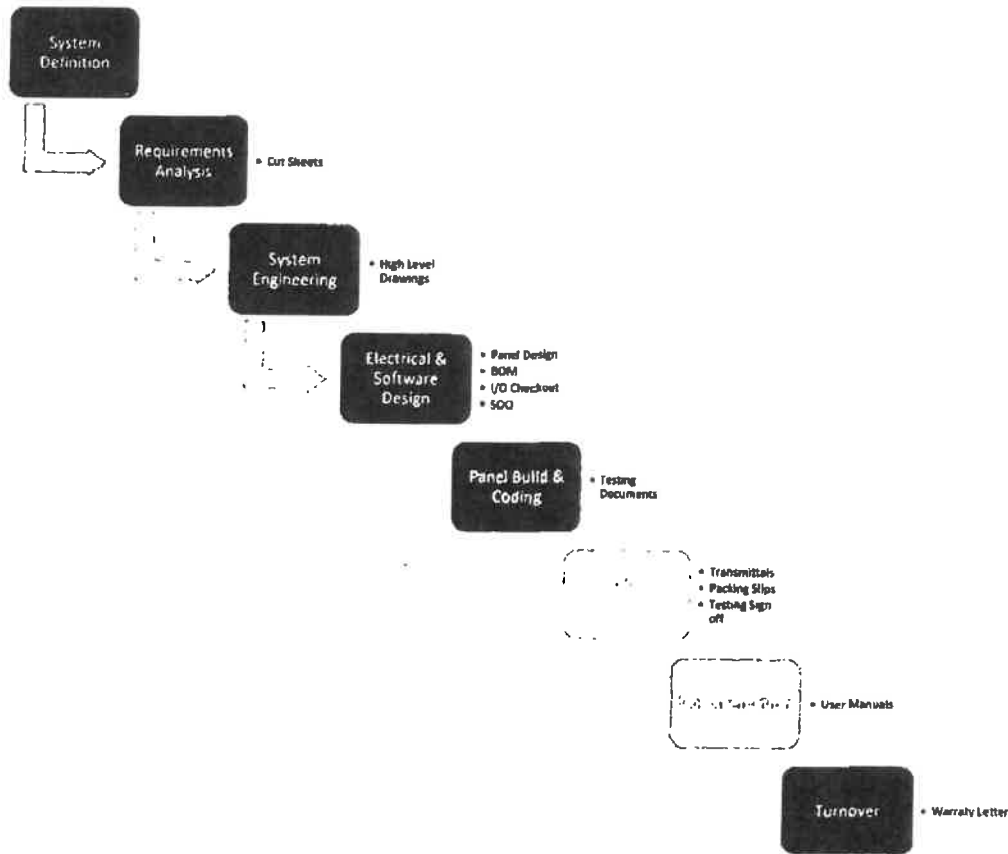 System
Definition
Requirements
Analysis
• Cut Sheets
System
Engineering
• High Level
Drawings
Electrical &
Software
Design
• Panel Design
• BOM
• I/O Checkout
• SOO
Panel Build &
Coding
• Testing
Documents
• Transmittals
• Packing Slips
• Testing Sign
off
• User Manuals
Turnover
• Warraty Letter